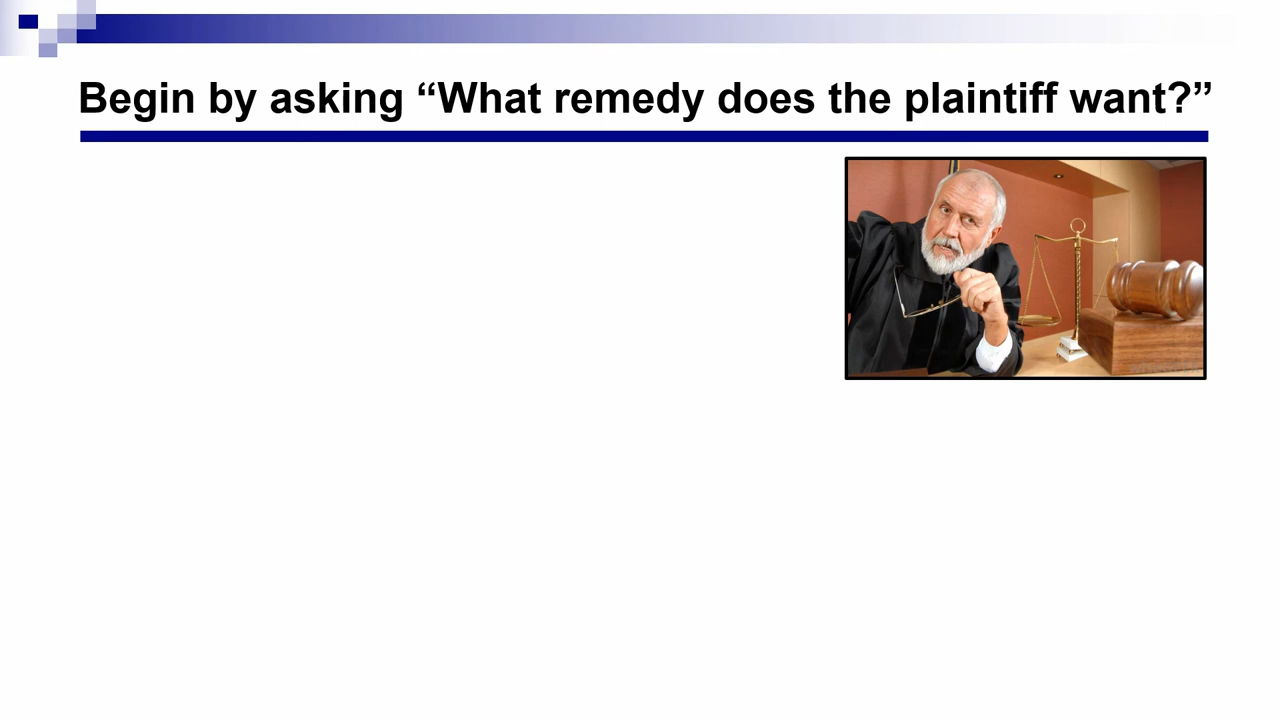 Begin by asking “What remedy does the plaintiff want?”